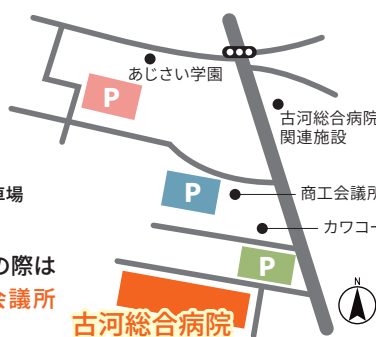 あじさい学園
P
古河総合病院
関連施設
車場
P
商工会議所
カワコー
の際は
P
会議所
N
古河総合病院